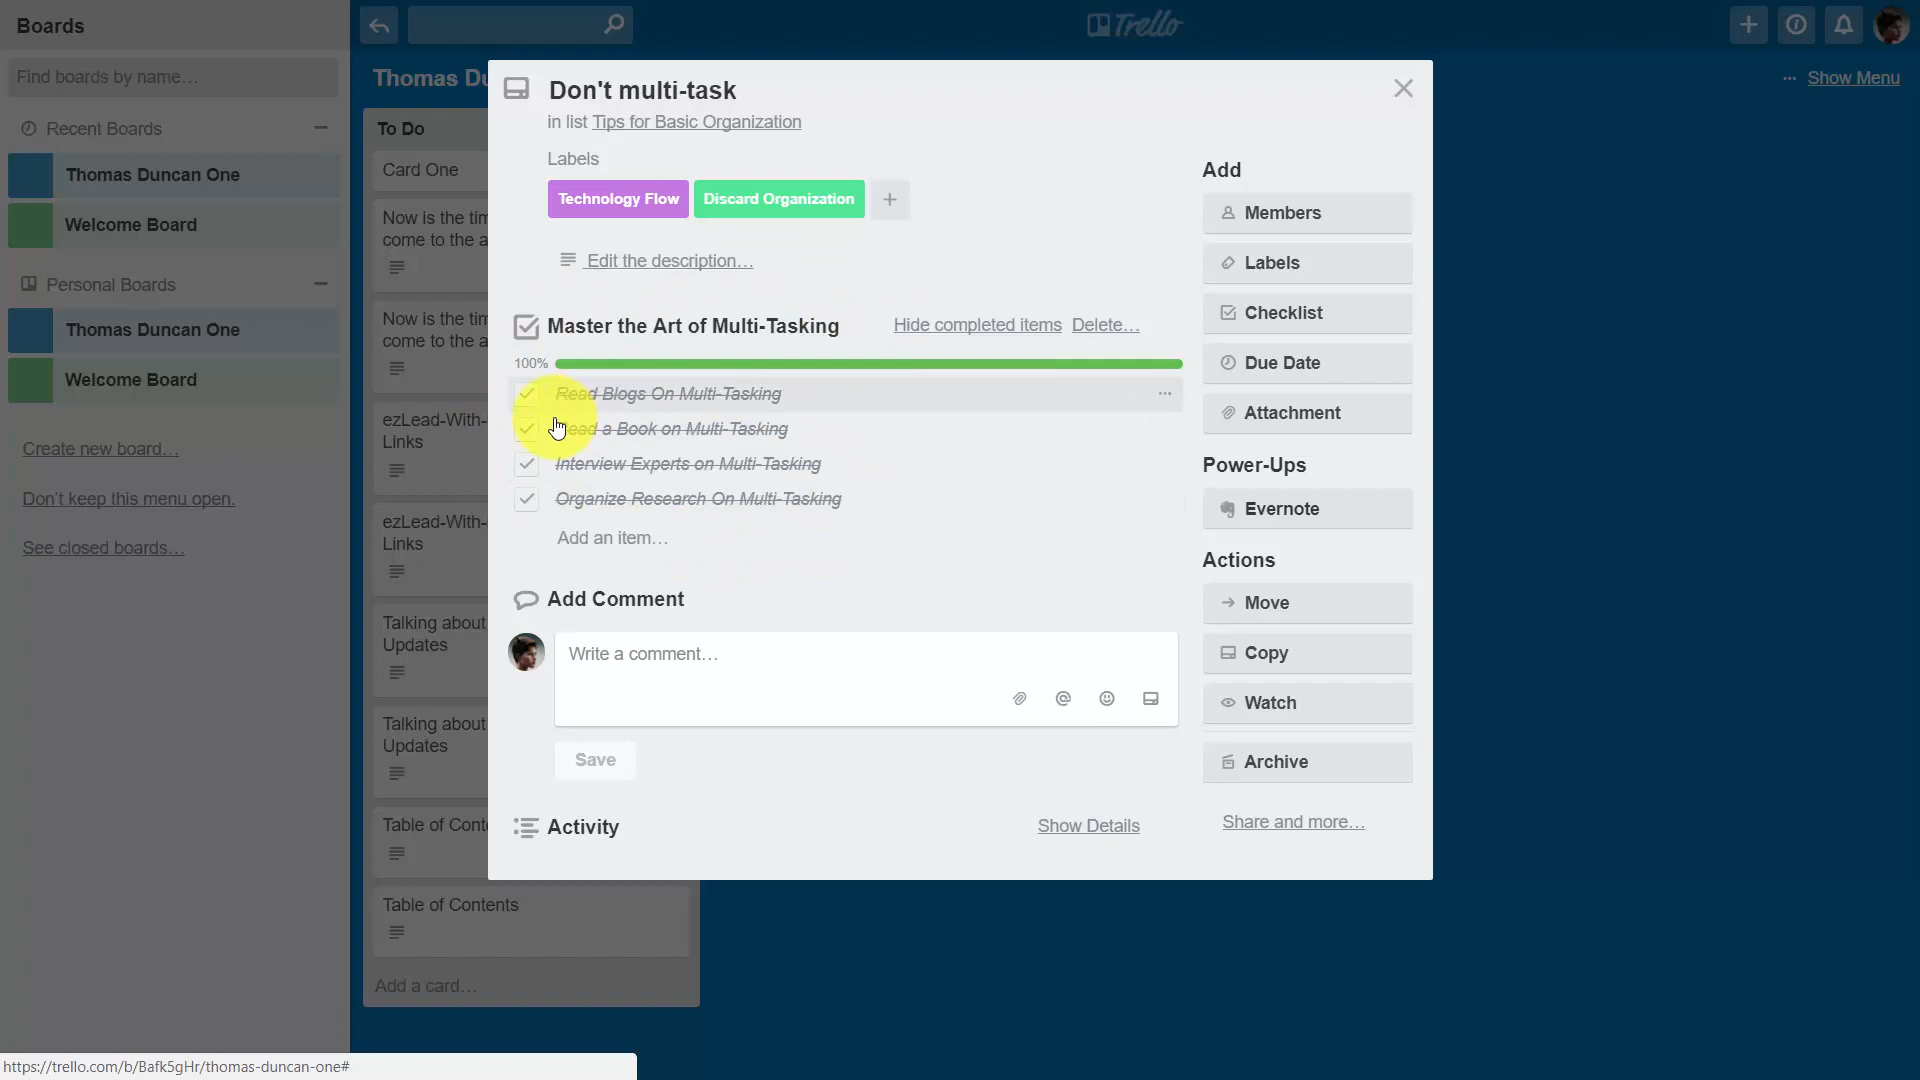 Boards
Find boards by name…
Recent Boards
Thomas Duncan One
Welcome Board
Personal Boards
Thomas Duncan One
Welcome Board
Create new board…
Don't keep this menu open.
See closed boards…
Trello
Thomas Du
... Show Menu
To Do
Card One
Now is the tim
come to the a
Now is the tim
come to the a
ezLead-With-
Links
ezLead-With-
Links
Talking about
Updates
Talking about
Updates
Table of Conte
Table of Contents
Add a card…
Don't multi-task
in list Tips for Basic Organization
Labels
Technology Flow
Discard Organization
+
Edit the description…
Master the Art of Multi-Tasking
Hide completed items Delete…
100%
Read Blogs On Multi-Tasking
a Book on Multi-Tasking
Interview Experts on Multi-Tasking
Organize Research On Multi-Tasking
Add an item…
Add Comment
Write a comment…
@
Save
Activity
Show Details
Add
Members
Labels
Checklist
Due Date
Attachment
Power-Ups
Evernote
Actions
Move
Copy
Watch
Archive
Share and more…
https://trello.com/b/Bafk5gHr/thomas-duncan-one#